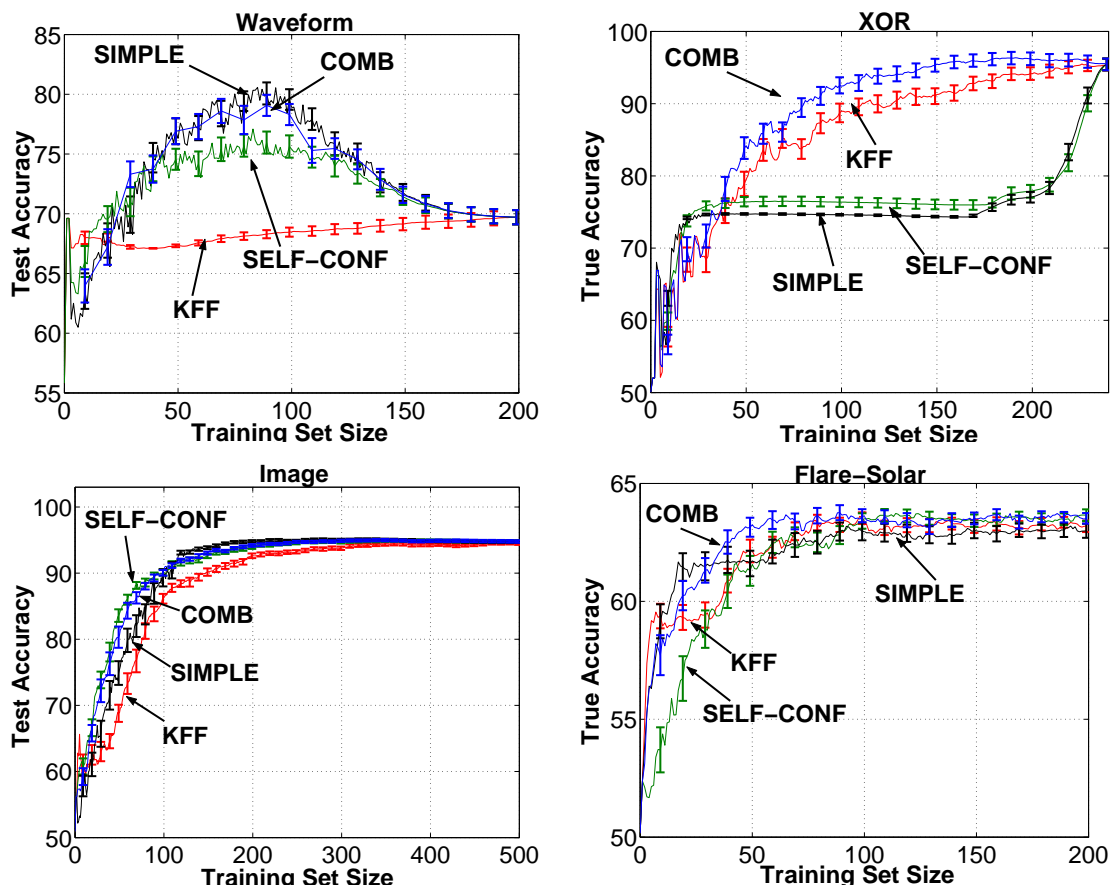 Waveform
85
80
75
70
65
60
55
Test Accuracy
SIMPLE
COMB
SELF−CONF
KFF
0 50 100 150 200
Training Set Size
XOR
100
90
80
70
60
50
True Accuracy
COMB
KFF
SELF−CONF
SIMPLE
0 50 100 150 200
Training Set Size
Image
100
90
80
70
60
50
Test Accuracy
SELF−CONF
COMB
SIMPLE
KFF
0 100 200 300 400 500
Training Set Size
Flare−Solar
65
60
55
50
True Accuracy
COMB
SIMPLE
KFF
SELF−CONF
0 50 100 150 200
Training Set Size